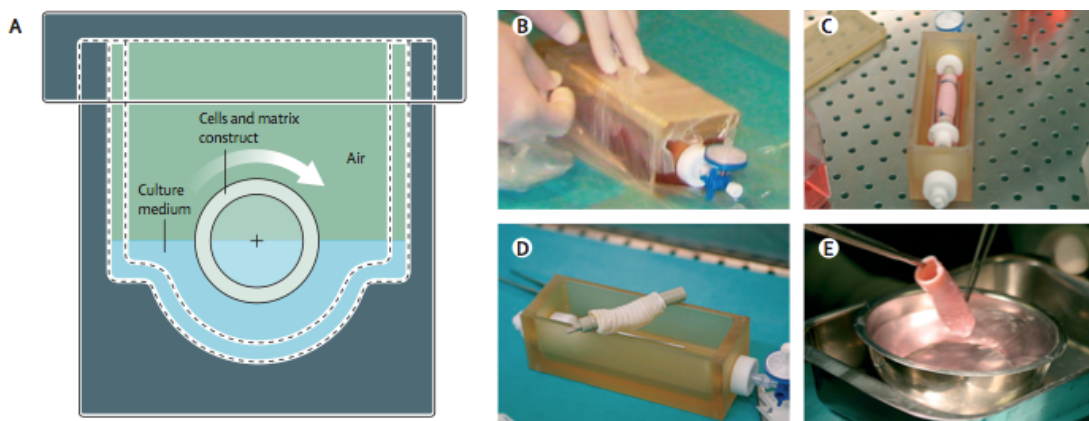 A
Cells and matrix
construct
Air
Culture
medium
B
C
D
E